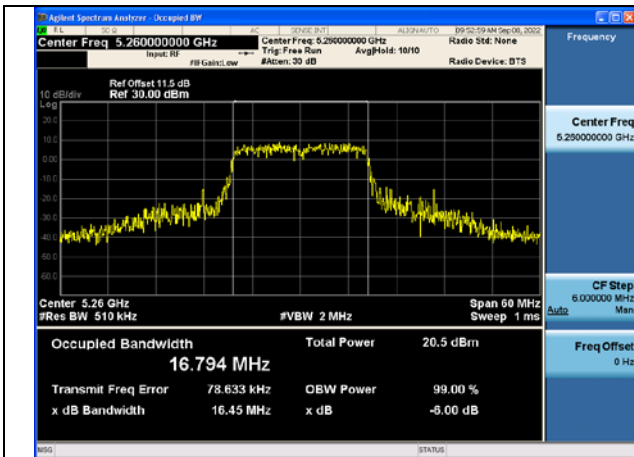 Agilent Spectrum Analyzer - Occupied BW
RL 50 Ω AC SENSE:INT ALIGNAUTO 09:52:59 AM Sep 08, 2022
Center Freq 5.260000000 GHz
Center Freq: 5.260000000 GHz
Radio Std: None
Input: RF
Trig: Free Run Avg|Hold: 10/10
#IFGain:Low
#Atten: 30 dB
Radio Device: BTS
Ref Offset 11.5 dB
10 dB/div Ref 30.00 dBm
Log
20.0
10.0
0.00
-10.0
-20.0
-30.0
-40.0
-50.0
-60.0
Center 5.26 GHz Span 60 MHz
#Res BW 510 kHz #VBW 2 MHz Sweep 1 ms
Occupied Bandwidth Total Power 20.5 dBm
16.794 MHz
Transmit Freq Error 78.633 kHz OBW Power 99.00 %
x dB Bandwidth 16.45 MHz x dB -6.00 dB
MSG STATUS
Frequency
Center Freq
5.260000000 GHz
CF Step
6.000000 MHz
Auto Man
Freq Offset
0 Hz